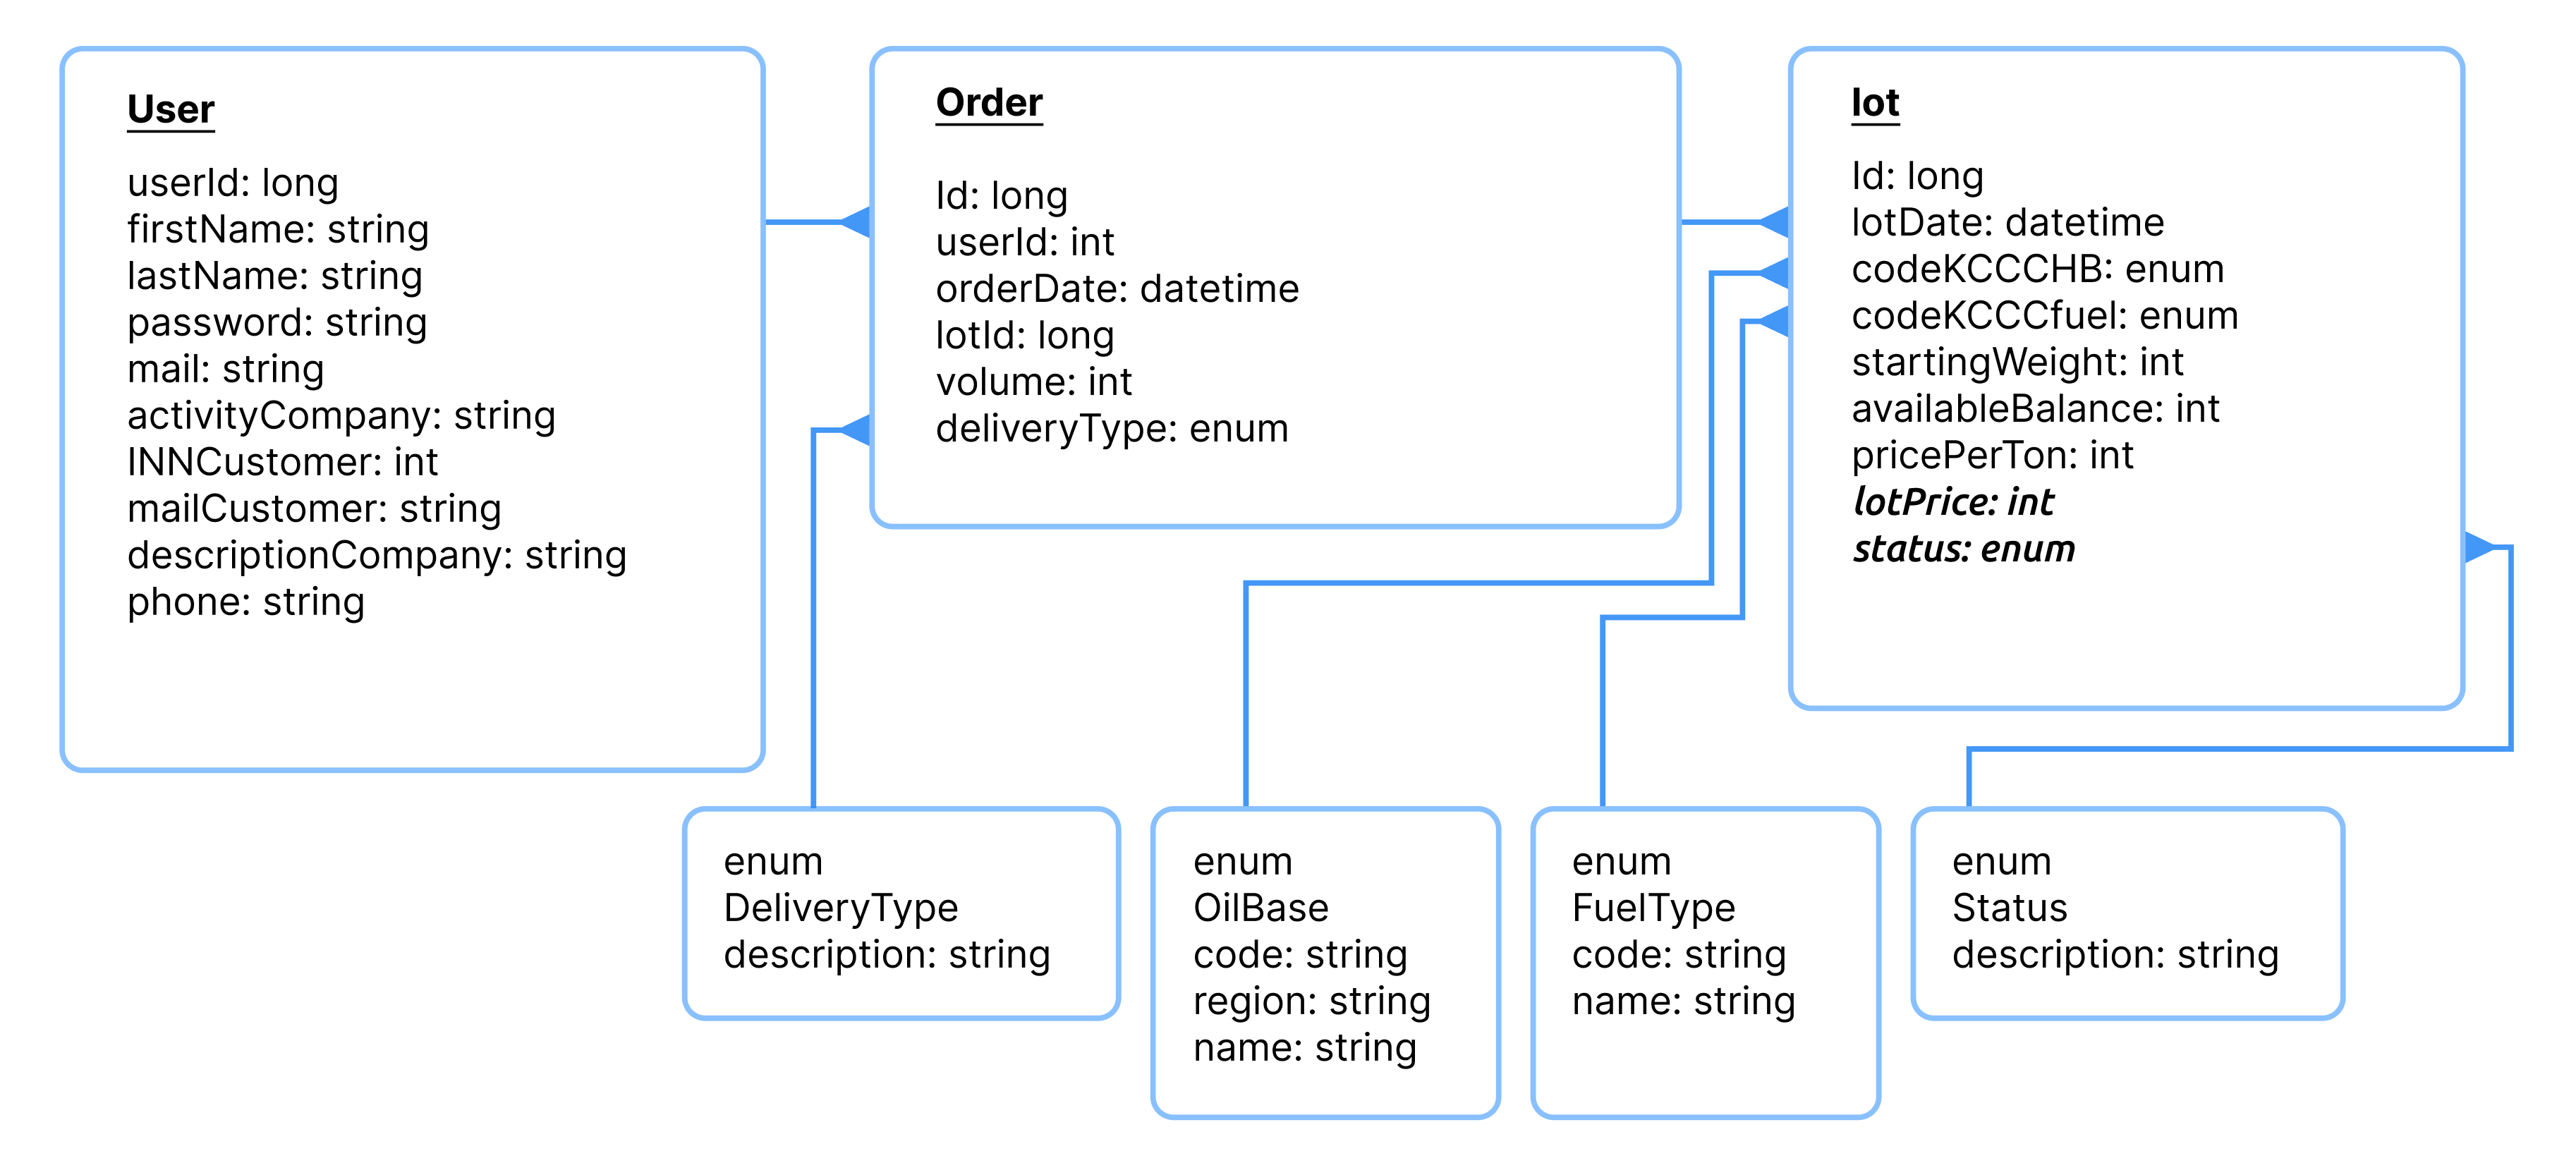 User
userId: long
firstName: string
lastName: string
password: string
mail: string
activityCompany: string
INNCustomer: int
mailCustomer: string
descriptionCompany: string
phone: string
Order
Id: long
userId: int
orderDate: datetime
lotId: long
volume: int
deliveryType: enum
lot
Id: long
lotDate: datetime
codeKCCCHB: enum
codeKCCCfuel: enum
startingWeight: int
availableBalance: int
pricePerTon: int
lotPrice: int
status: enum
enum
DeliveryType
description: string
enum
OilBase
code: string
region: string
name: string
enum
FuelType
code: string
name: string
enum
Status
description: string